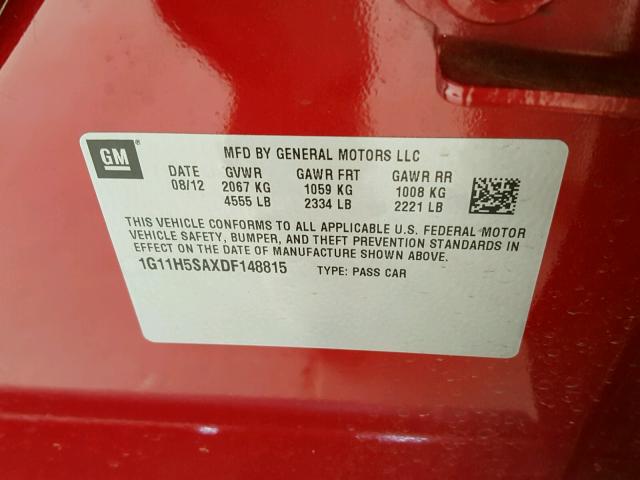 GM
MFD BY GENERAL MOTORS LLC
DATE GVWR GAWR FRT GAWR RR
08/12 2067 KG 1059 KG 1008 KG
4555 LB 2334 LB 2221 LB
THIS VEHICLE CONFORMS TO ALL APPLICABLE U.S. FEDERAL MOTOR
VEHICLE SAFETY, BUMPER, AND THEFT PREVENTION STANDARDS IN
EFFECT ON THE DATE OF MANUFACTURE SHOWN ABOVE.
1G11H5SAXDF148815 TYPE: PASS CAR